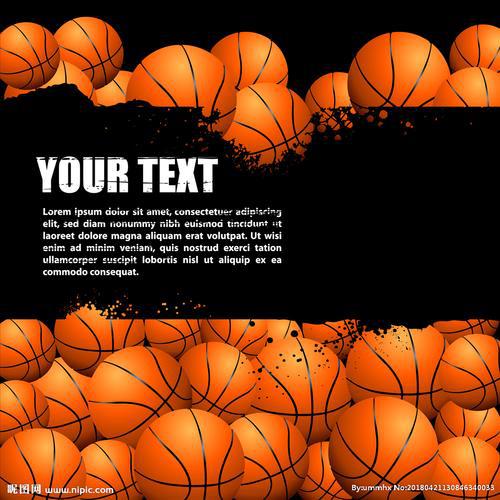 YOUR TEXT
Lorem ipsum dolor sit amet, consectetuer adipiscing
elit, sed diam nonummy nibh euismod tincidunt ut
laoreet dolore magna aliquam erat volutpat. Ut wisi
enim ad minim veniam, quis nostrud exerci tation
ullamcorper suscipit lobortis nisl ut aliquip ex ea
commodo consequat.
昵图网 www.nipic.com
By:ummhx No:20180421130846340033